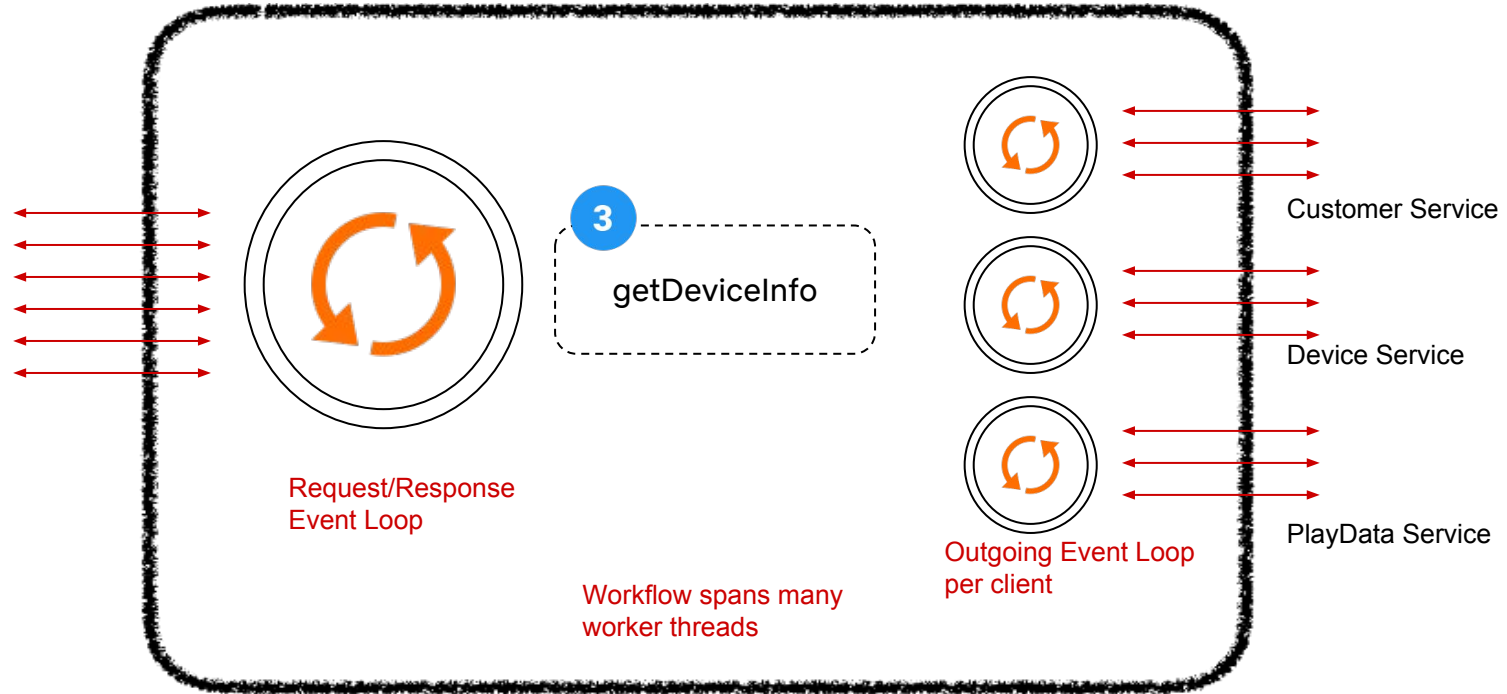 3
getDeviceInfo
Request/Response
Event Loop
Workflow spans many
worker threads
Customer Service
Device Service
PlayData Service
Outgoing Event Loop
per client